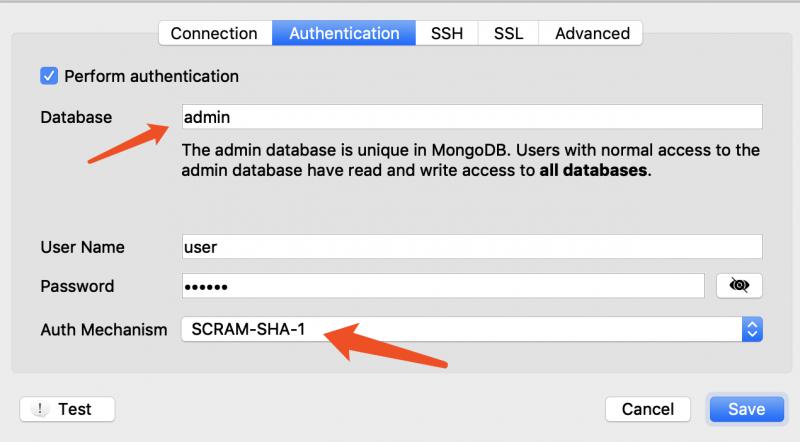 Connection Authentication SSH SSL Advanced
Perform authentication
Database admin
The admin database is unique in MongoDB. Users with normal access to the
admin database have read and write access to all databases.
User Name user
Password ••••••
Auth Mechanism SCRAM-SHA-1
! Test Cancel Save